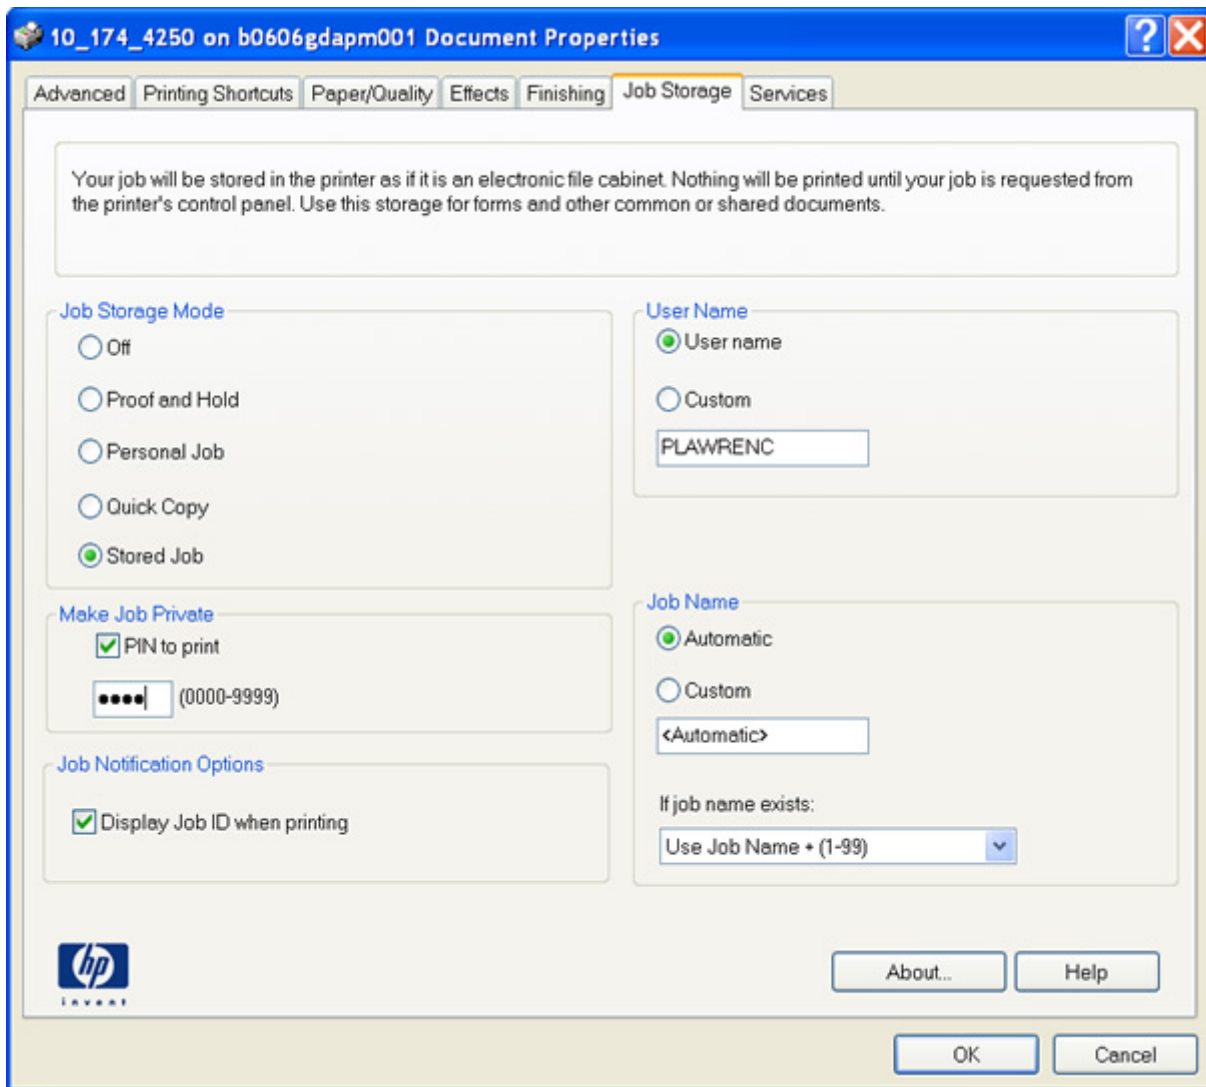 10_174_4250 on b0606gdapm001 Document Properties
Advanced Printing Shortcuts Paper/Quality Effects Finishing Job Storage Services
Your job will be stored in the printer as if it is an electronic file cabinet. Nothing will be printed until your job is requested from
the printer's control panel. Use this storage for forms and other common or shared documents.
Job Storage Mode
Off
Proof and Hold
Personal Job
Quick Copy
Stored Job
User Name
User name
Custom
PLAWRENC
Make Job Private
PIN to print
•••• (0000-9999)
Job Notification Options
Display Job ID when printing
Job Name
Automatic
Custom
<Automatic>
If job name exists:
Use Job Name + (1-99)
hp
invent
About... Help
OK Cancel